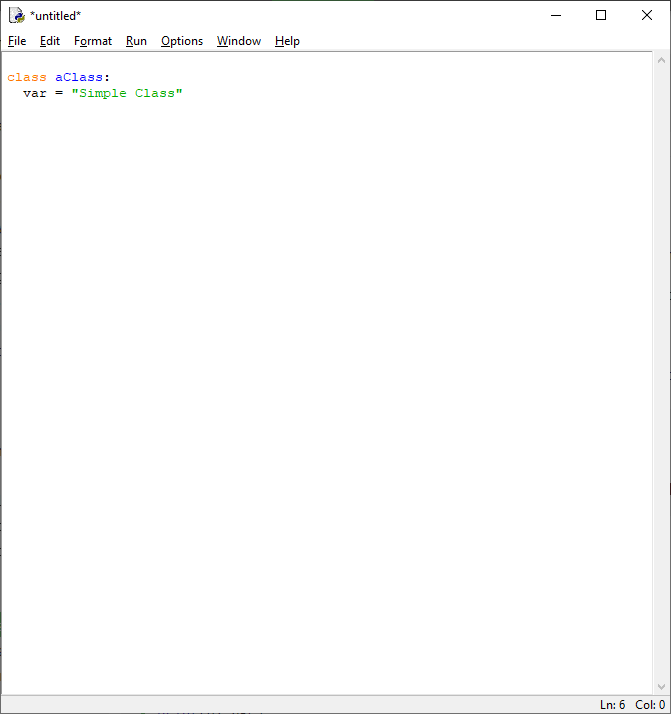 *untitled*
File Edit Format Run Options Window Help
class aClass:
  var = "Simple Class"
Ln: 6 Col: 0